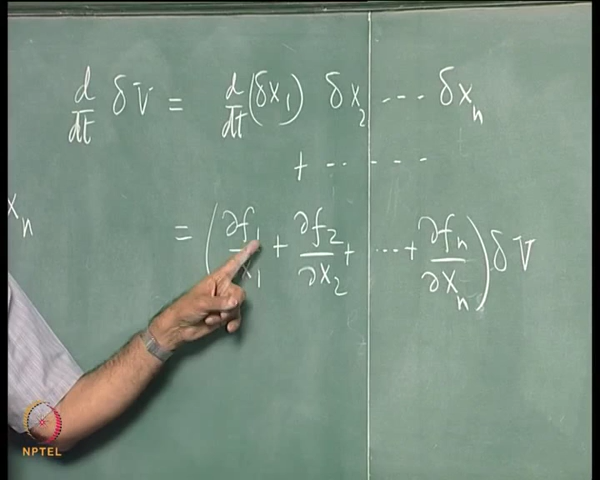 d/dt δV = d/dt (δx₁) δx₂ --- δxₙ
+ -- - - - -
xₙ
= (∂f₁/∂x₁ + ∂f₂/∂x₂ + ··· + ∂fₙ/∂xₙ) δV
NPTEL